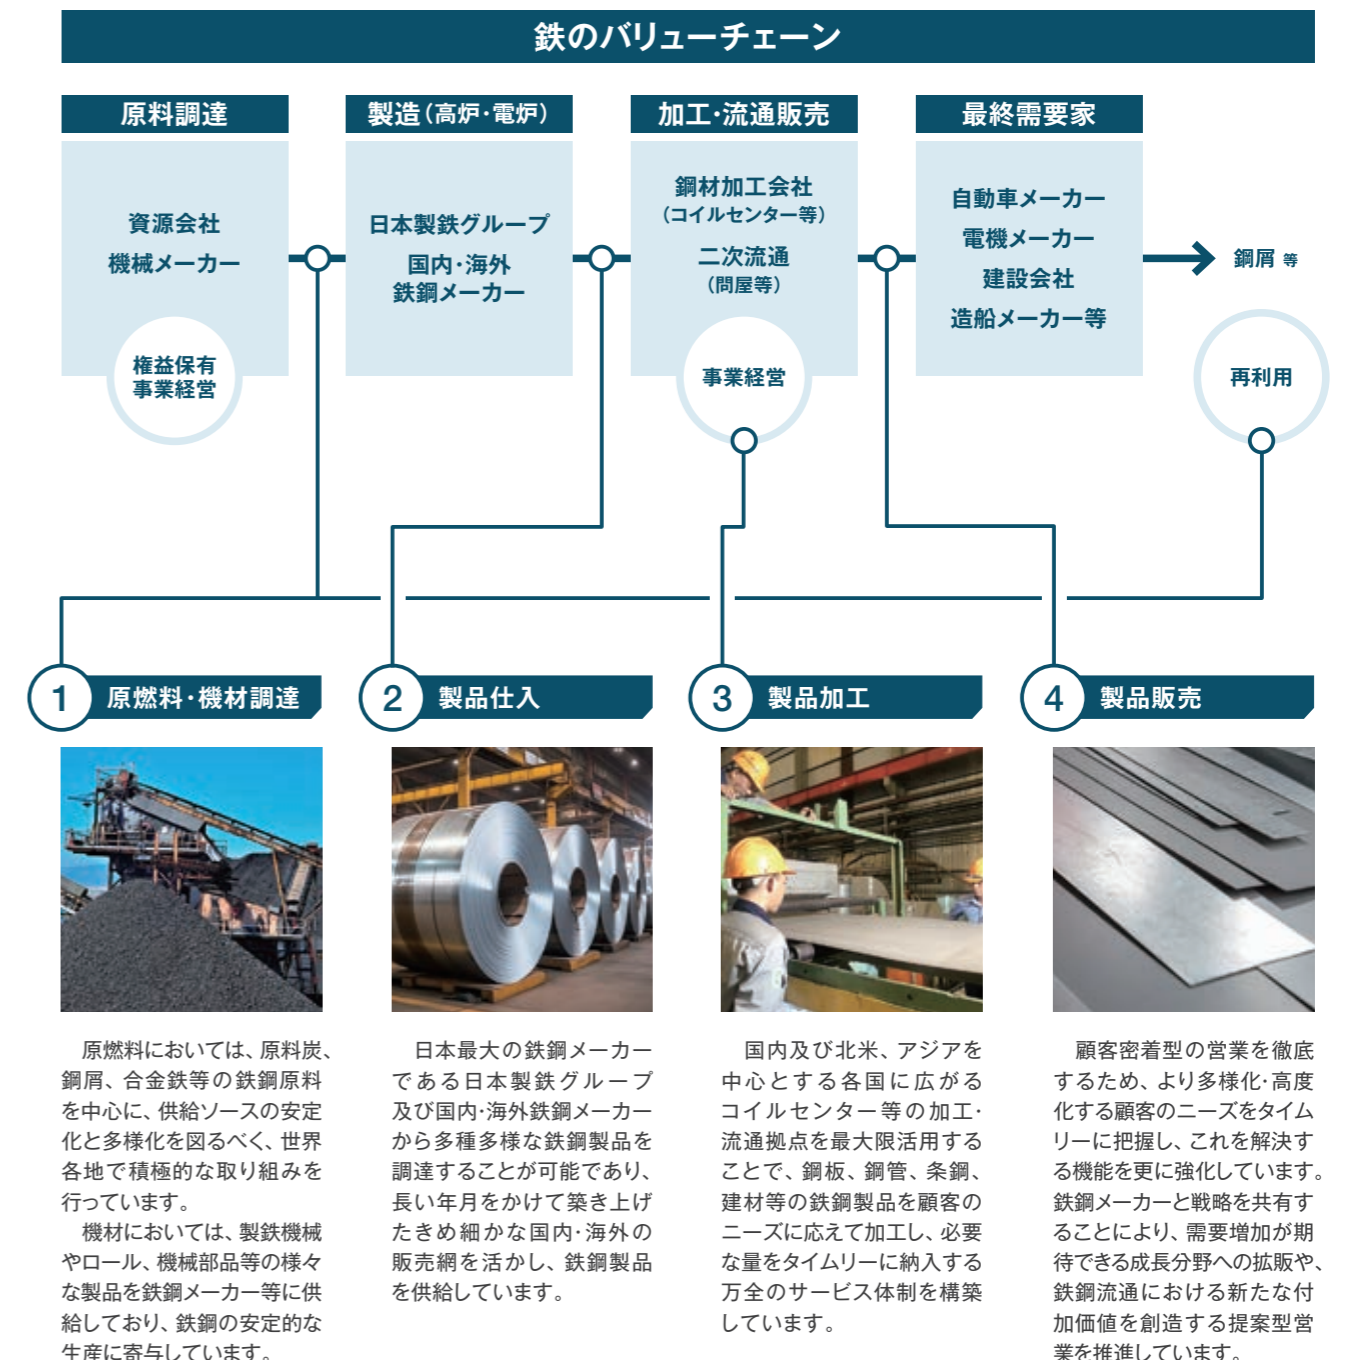 鉄のバリューチェーン
原料調達
資源会社
機械メーカー
権益保有
事業経営
製造（高炉・電炉）
日本製鉄グループ
国内・海外
鉄鋼メーカー
加工・流通販売
鋼材加工会社
（コイルセンター等）
二次流通
（問屋等）
事業経営
最終需要家
自動車メーカー
電機メーカー
建設会社
造船メーカー等
鋼屑 等
再利用
1 原燃料・機材調達
原燃料においては、原料炭、
鋼屑、合金鉄等の鉄鋼原料
を中心に、供給ソースの安定
化と多様化を図るべく、世界
各地で積極的な取り組みを
行っています。
機材においては、製鉄機械
やロール、機械部品等の様々
な製品を鉄鋼メーカー等に供
給しており、鉄鋼の安定的な
生産に寄与しています。
2 製品仕入
日本最大の鉄鋼メーカー
である日本製鉄グループ
及び国内・海外鉄鋼メーカー
から多種多様な鉄鋼製品を
調達することが可能であり、
長い年月をかけて築き上げ
たきめ細かな国内・海外の
販売網を活かし、鉄鋼製品
を供給しています。
3 製品加工
国内及び北米、アジアを
中心とする各国に広がる
コイルセンター等の加工・
流通拠点を最大限活用する
ことで、鋼板、鋼管、条鋼、
建材等の鉄鋼製品を顧客の
ニーズに応えて加工し、必要
な量をタイムリーに納入する
万全のサービス体制を構築
しています。
4 製品販売
顧客密着型の営業を徹底
するため、より多様化・高度
化する顧客のニーズをタイム
リーに把握し、これを解決す
る機能を更に強化しています。
鉄鋼メーカーと戦略を共有す
ることにより、需要増加が期
待できる成長分野への拡販や、
鉄鋼流通における新たな付
加価値を創造する提案型営
業を推進しています。